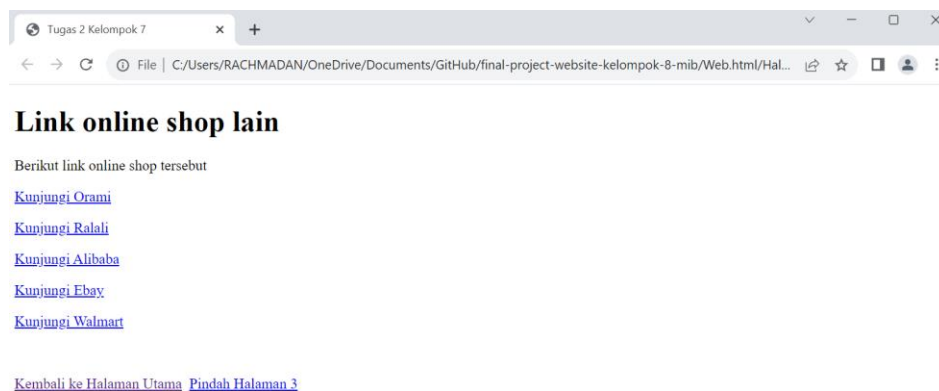 Tugas 2 Kelompok 7
File | C:/Users/RACHMADAN/OneDrive/Documents/GitHub/final-project-website-kelompok-8-mib/Web.html/Hal...
Link online shop lain
Berikut link online shop tersebut
Kunjungi Orami
Kunjungi Ralali
Kunjungi Alibaba
Kunjungi Ebay
Kunjungi Walmart
Kembali ke Halaman Utama Pindah Halaman 3